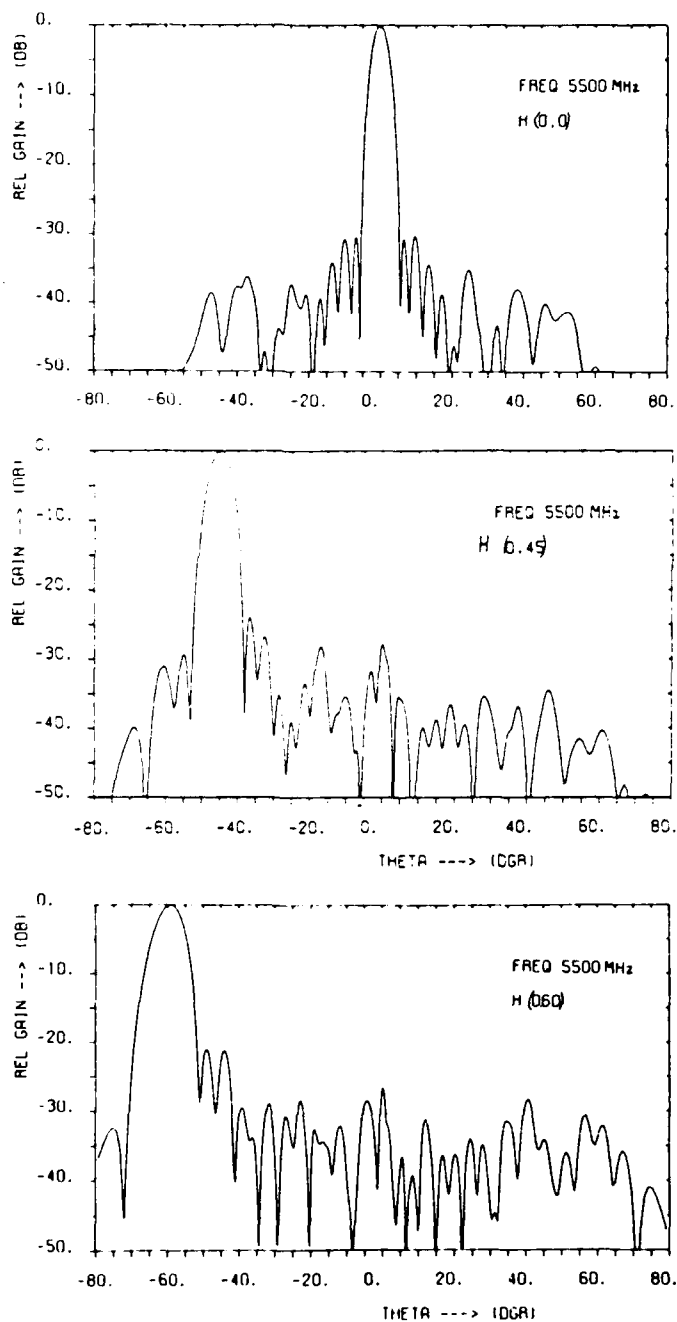 0.
-10.
-20.
-30.
-40.
-50.
REL GAIN --> (DB)
FREQ 5500 MHz
H (0.0)
-80. -60. -40. -20. 0. 20. 40. 60. 80.
0.
-10.
-20.
-30.
-40.
-50.
REL GAIN --> (DB)
FREQ 5500 MHz
H (0.45)
-80. -60. -40. -20. 0. 20. 40. 60. 80.
THETA ---> (DGR)
0.
-10.
-20.
-30.
-40.
-50.
REL GAIN --> (DB)
FREQ 5500 MHz
H (060)
-80. -60. -40. -20. 0. 20. 40. 60. 80.
THETA ---> (DGR)